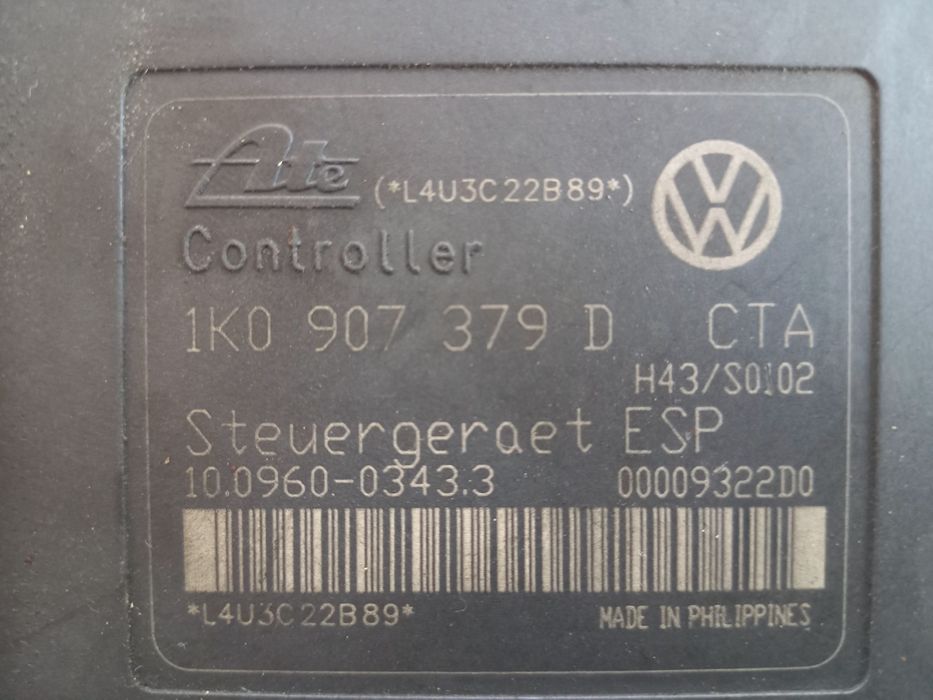 Ate (*L4U3C22B89*)
Controller
1K0 907 379 D CTA
H43/S0102
Steuergeraet ESP
10.0960-0343.3 00009322D0
*L4U3C22B89*
MADE IN PHILIPPINES